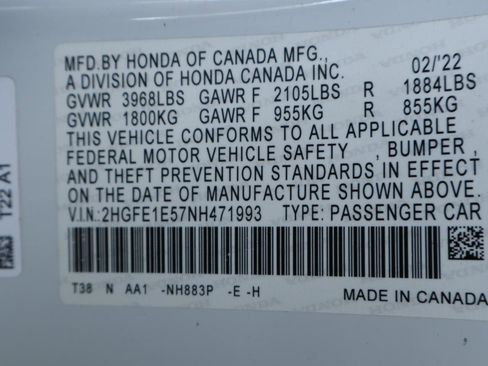 MFD.BY HONDA OF CANADA MFG.,
A DIVISION OF HONDA CANADA INC. 02/'22
GVWR 3968LBS GAWR F 2105LBS R 1884LBS
GVWR 1800KG GAWR F 955KG R 855KG
THIS VEHICLE CONFORMS TO ALL APPLICABLE
FEDERAL MOTOR VEHICLE SAFETY , BUMPER ,
AND THEFT PREVENTION STANDARDS IN EFFECT
ON THE DATE OF MANUFACTURE SHOWN ABOVE.
V.I.N.:2HGFE1E57NH471993 TYPE: PASSENGER CAR
T38 N AA1 -NH883P -E -H
MADE IN CANADA
T22 A1